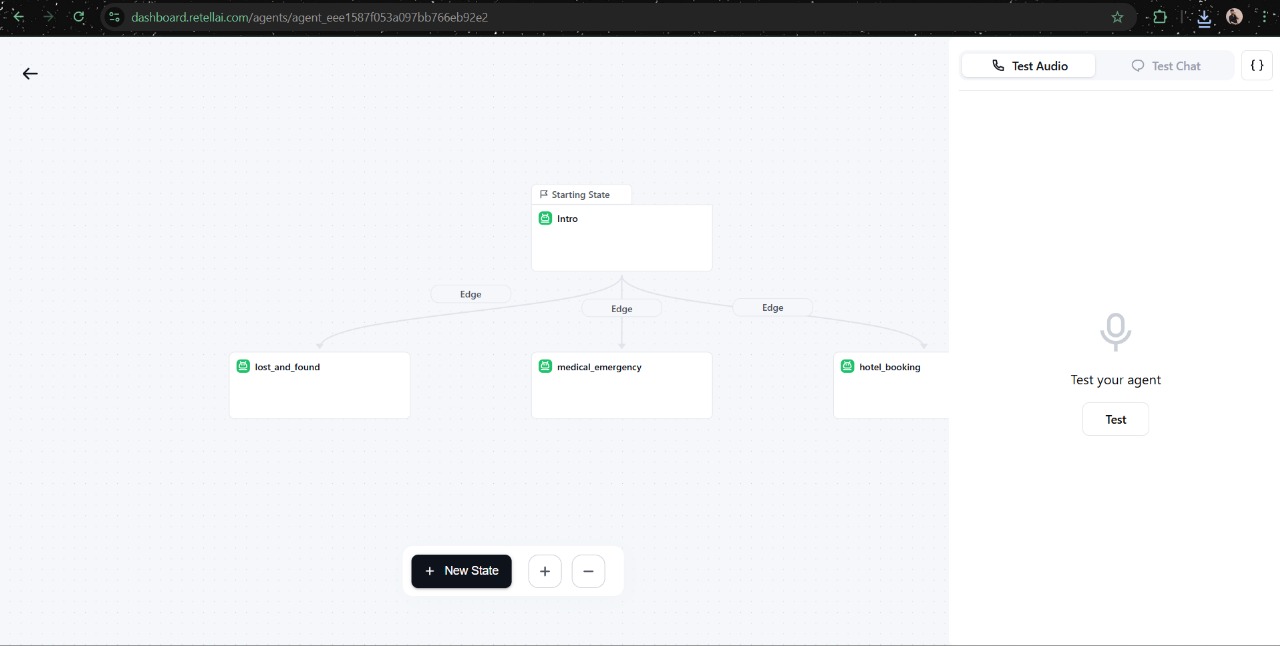 dashboard.retellai.com/agents/agent_eee1587f053a097bb766eb92e2
Test Audio
Test Chat
{ }
Starting State
Intro
Edge
Edge
Edge
lost_and_found
medical_emergency
hotel_booking
Test your agent
Test
+ New State
+
−